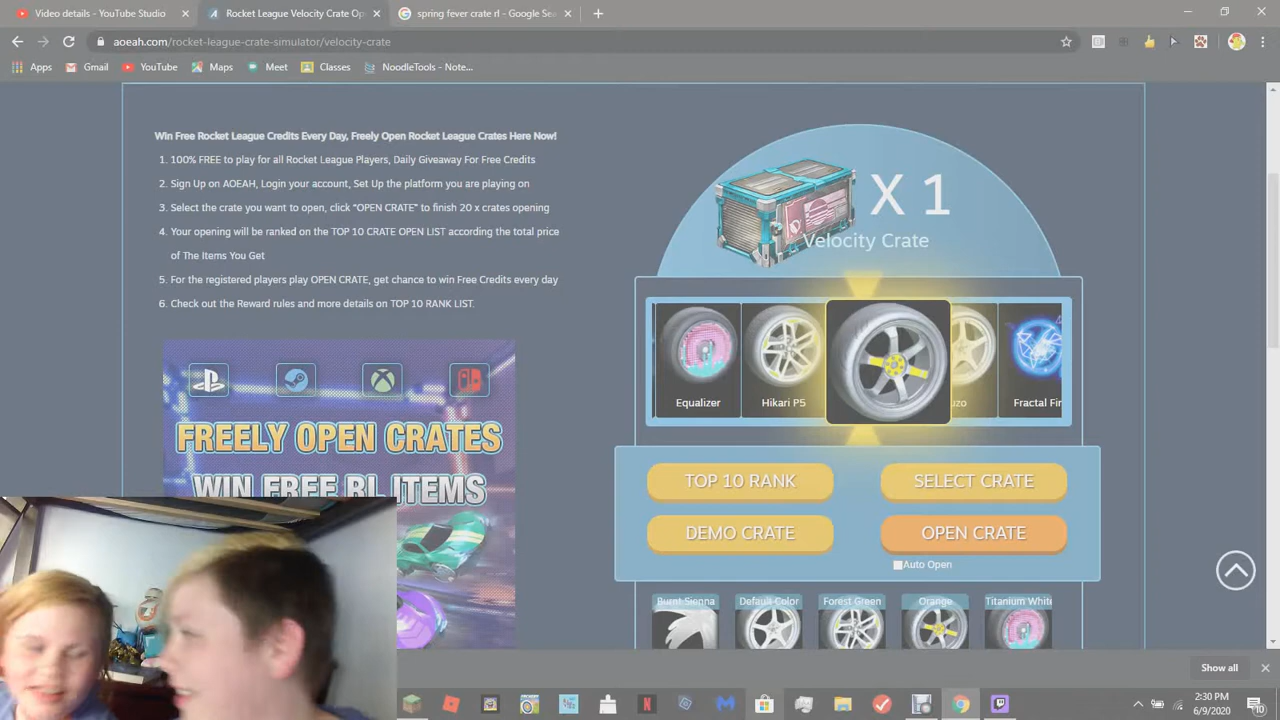 Video details - YouTube Studio
Rocket League Velocity Crate Op
spring fever crate rl - Google Sea
aoeah.com/rocket-league-crate-simulator/velocity-crate
Apps
Gmail
YouTube
Maps
Meet
Classes
NoodleTools - Note...
Win Free Rocket League Credits Every Day, Freely Open Rocket League Crates Here Now!
1. 100% FREE to play for all Rocket League Players, Daily Giveaway For Free Credits
2. Sign Up on AOEAH, Login your account, Set Up the platform you are playing on
3. Select the crate you want to open, click “OPEN CRATE” to finish 20 x crates opening
4. Your opening will be ranked on the TOP 10 CRATE OPEN LIST according the total price
of The Items You Get
5. For the registered players play OPEN CRATE, get chance to win Free Credits every day
6. Check out the Reward rules and more details on TOP 10 RANK LIST.
FREELY OPEN CRATES
WIN FREE RL ITEMS
X 1
Velocity Crate
Equalizer
Hikari P5
uzo
Fractal Fir
TOP 10 RANK
SELECT CRATE
DEMO CRATE
OPEN CRATE
Auto Open
Burnt Sienna
Default Color
Forest Green
Orange
Titanium White
Show all
2:30 PM
6/9/2020
10